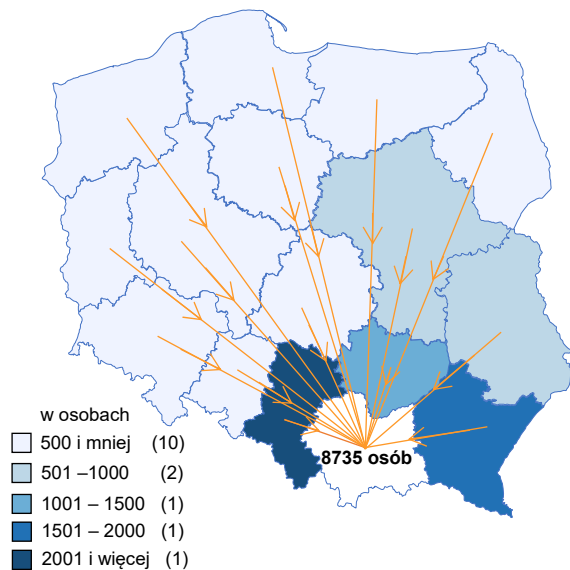 8735 osób
w osobach
500 i mniej (10)
501 –1000 (2)
1001 – 1500 (1)
1501 – 2000 (1)
2001 i więcej (1)